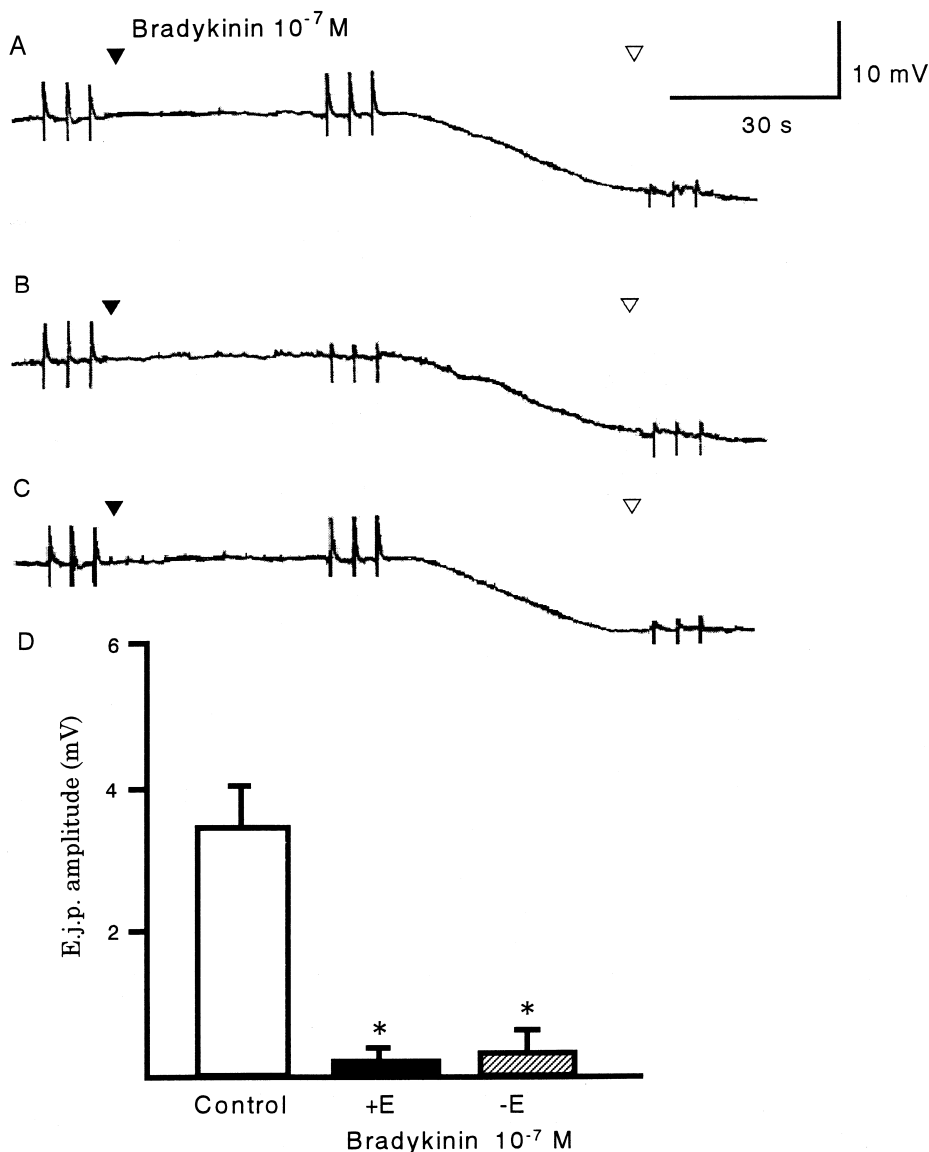 A
Bradykinin 10⁻⁷ M
10 mV
30 s
B
C
D
E.j.p. amplitude (mV)
6
4
2
*
*
Control
+E
-E
Bradykinin 10⁻⁷ M